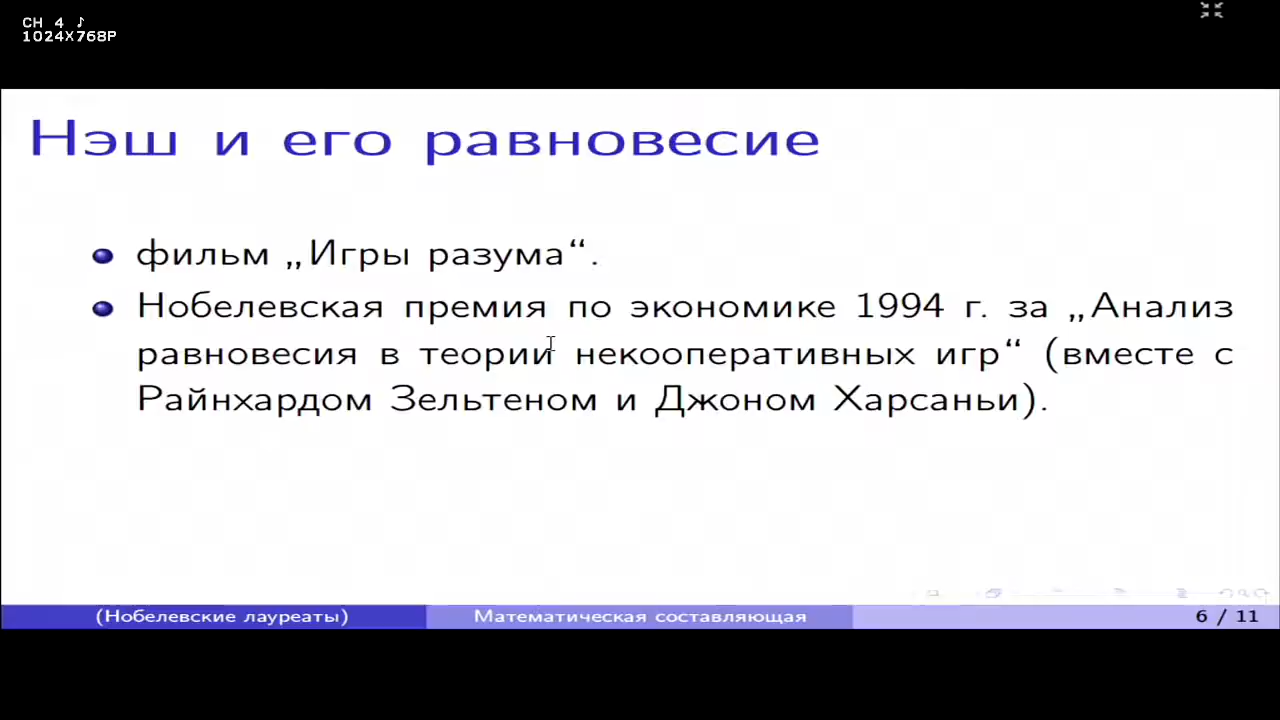 CH 4 ♪
1024X768P
Нэш и его равновесие
фильм „Игры разума“.
Нобелевская премия по экономике 1994 г. за „Анализ
равновесия в теории некооперативных игр“ (вместе с
Райнхардом Зельтеном и Джоном Харсаньи).
(Нобелевские лауреаты)
Математическая составляющая
6 / 11